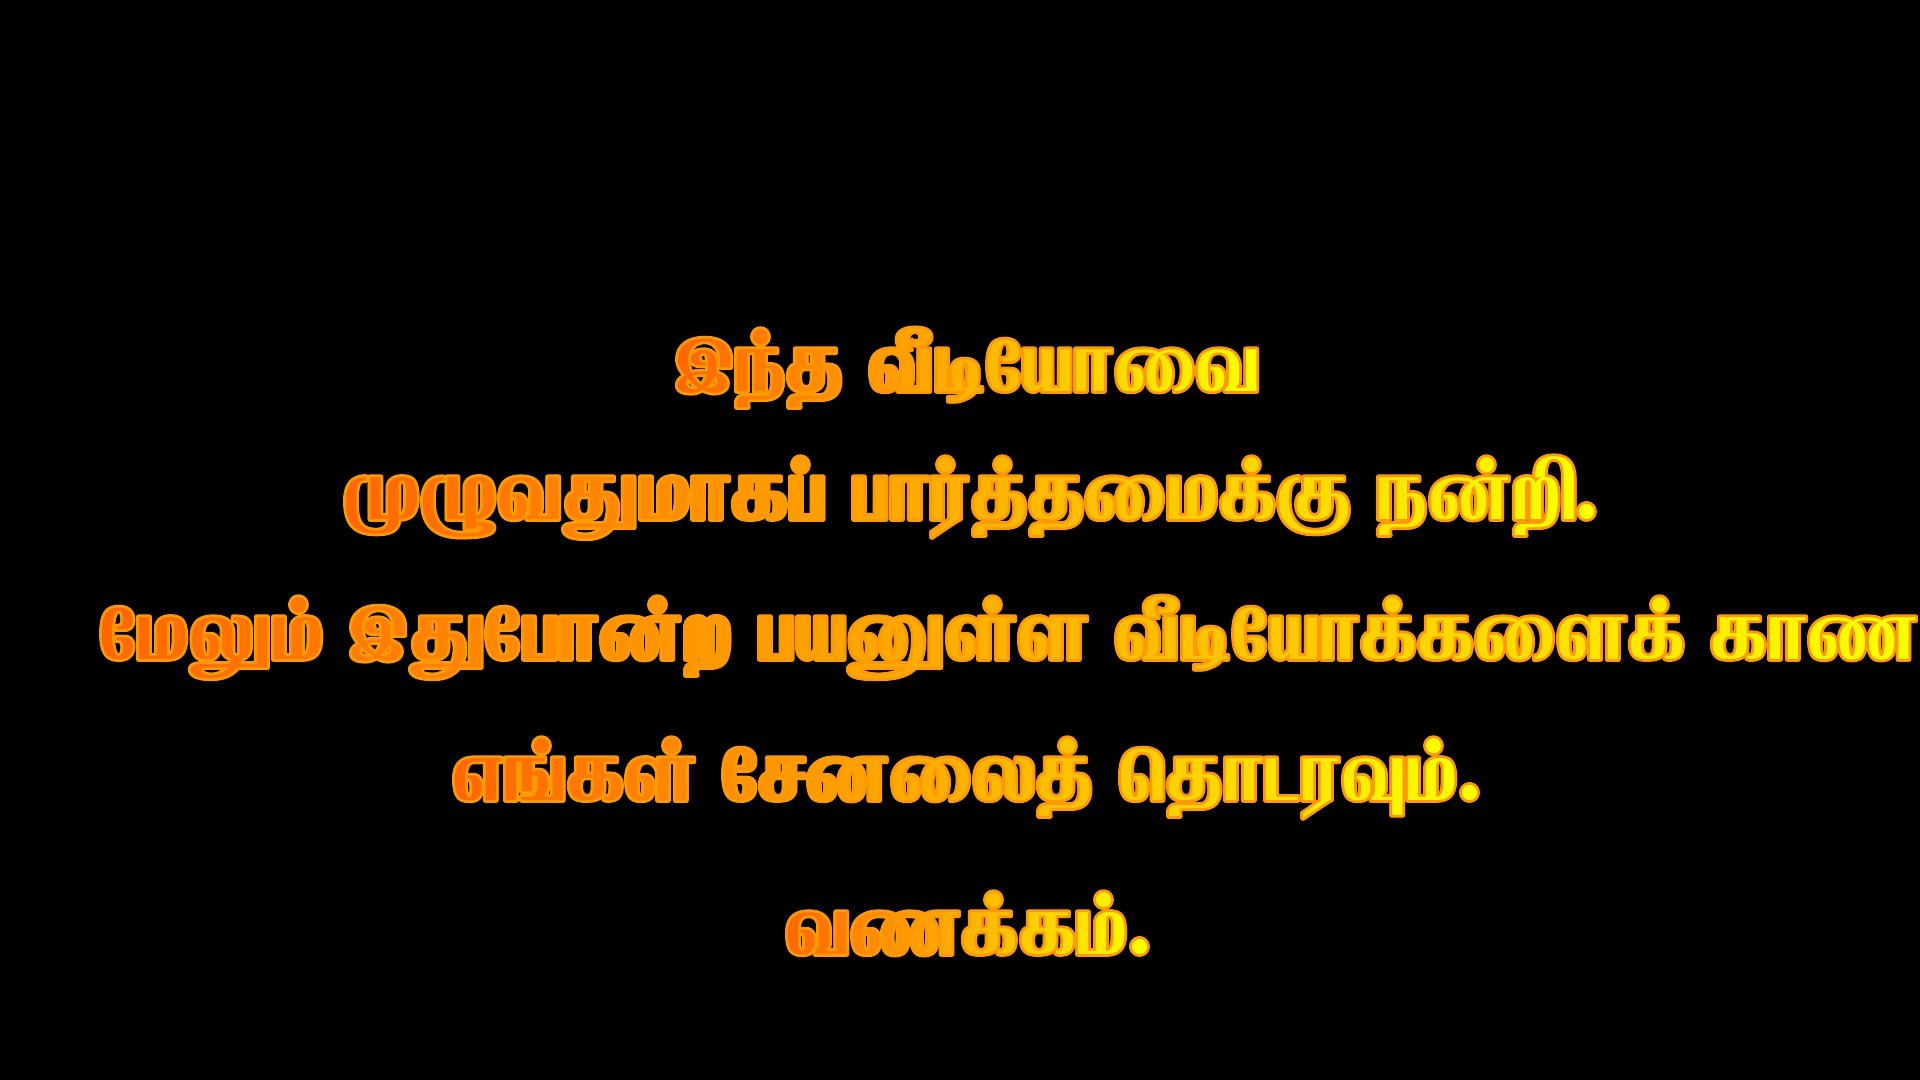 இந்த வீடியோவை
முழுவதுமாகப் பார்த்தமைக்கு நன்றி.
மேலும் இதுபோன்ற பயனுள்ள வீடியோக்களைக் காண
எங்கள் சேனலைத் தொடரவும்.
வணக்கம்.